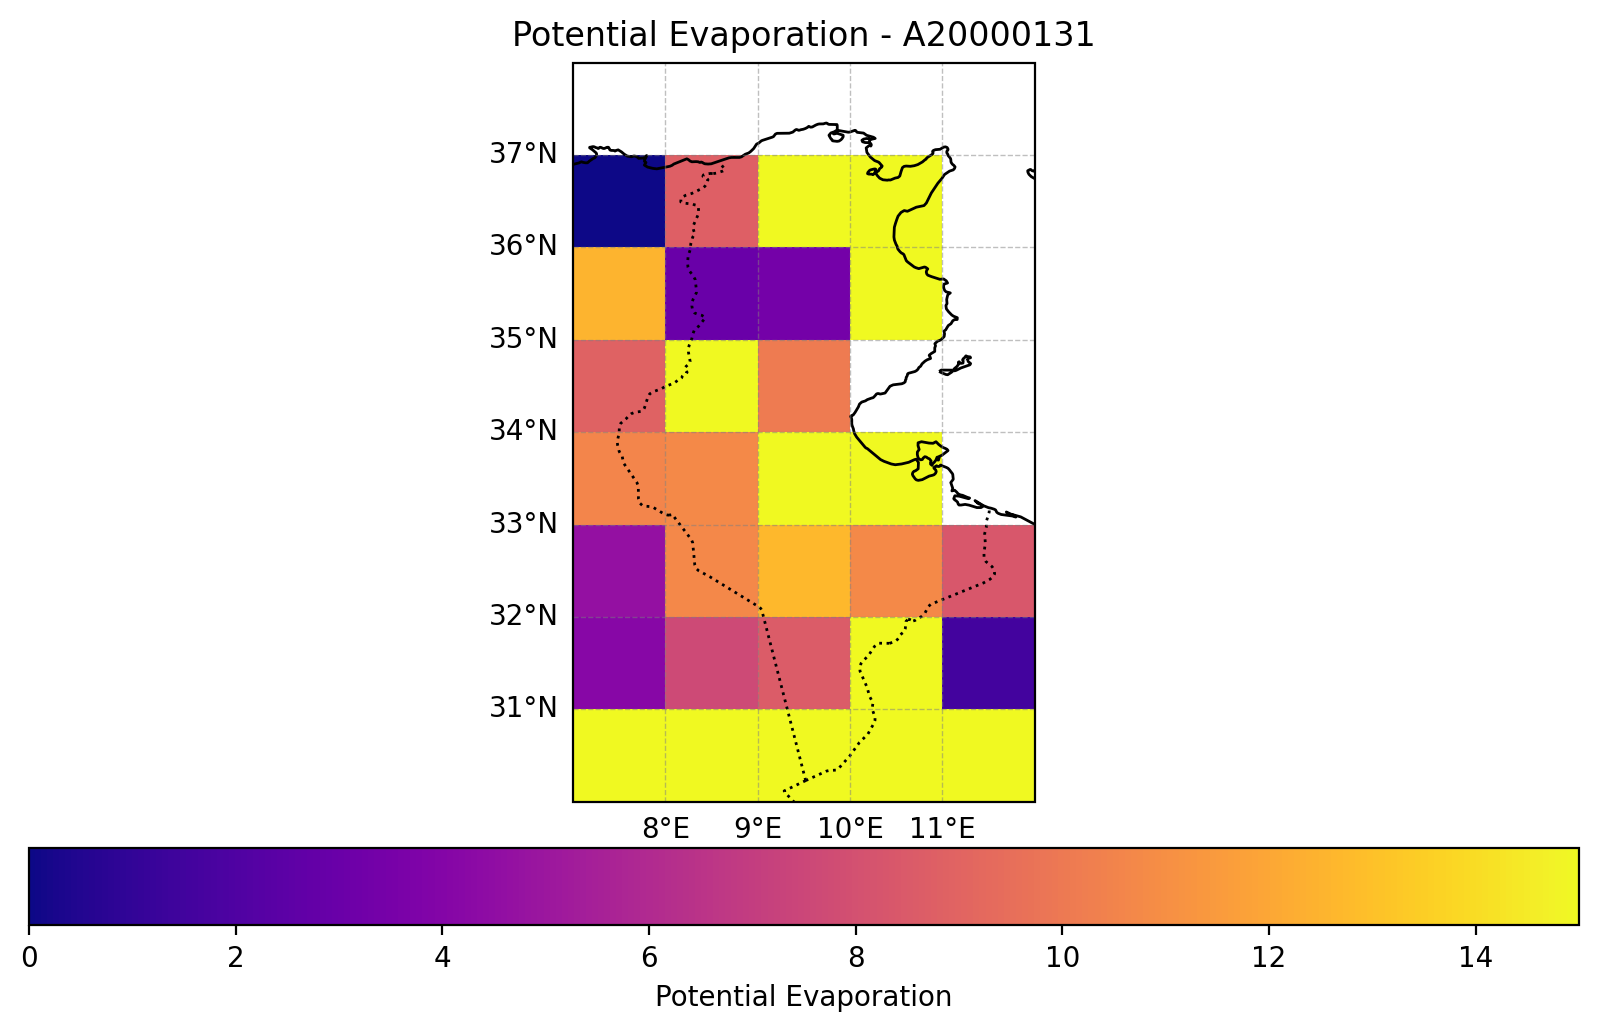 Potential Evaporation - A20000131
37°N
36°N
35°N
34°N
33°N
32°N
31°N
8°E 9°E 10°E 11°E
0 2 4 6 8 10 12 14
Potential Evaporation